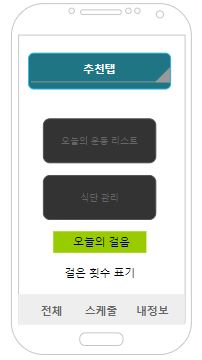 추천탭
오늘의 운동 리스트
식단 관리
오늘의 걸음
걸은 횟수 표기
전체 스케줄 내정보